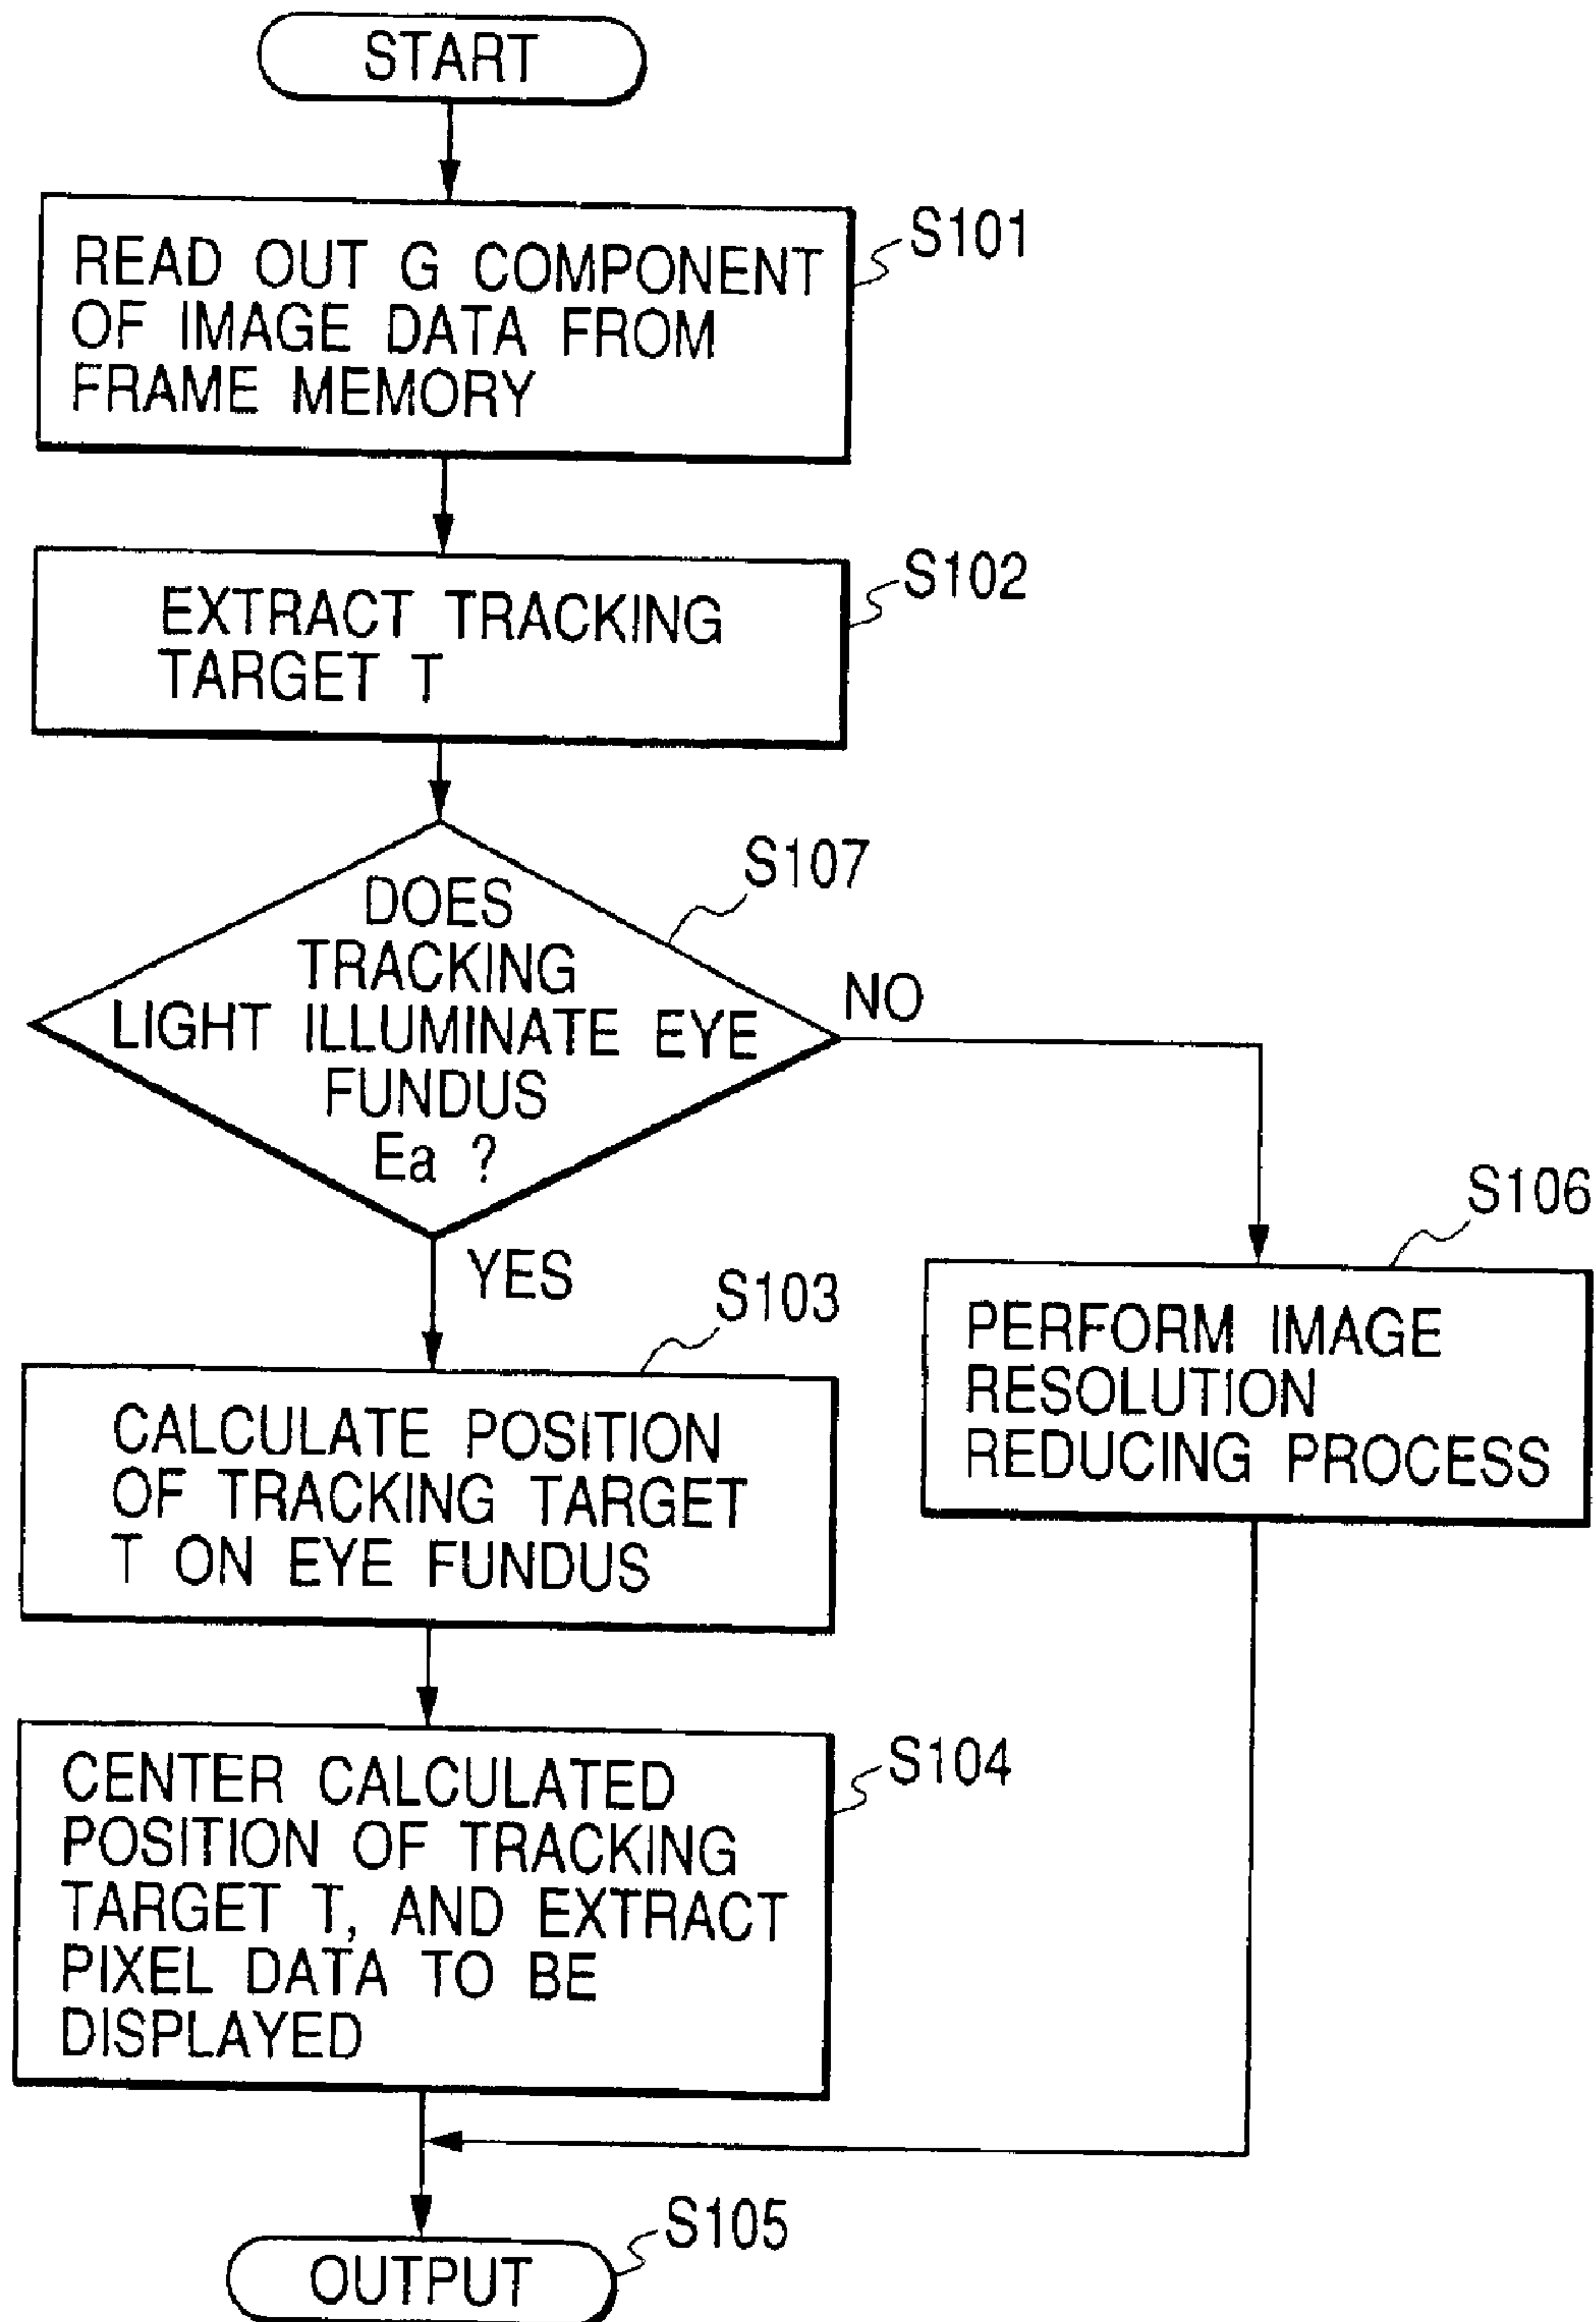 START
READ OUT G COMPONENT
OF IMAGE DATA FROM
FRAME MEMORY
S101
EXTRACT TRACKING
TARGET T
S102
DOES
TRACKING
LIGHT ILLUMINATE EYE
FUNDUS
Ea ?
S107
NO
YES
S106
PERFORM IMAGE
RESOLUTION
REDUCING PROCESS
S103
CALCULATE POSITION
OF TRACKING TARGET
T ON EYE FUNDUS
CENTER CALCULATED
POSITION OF TRACKING
TARGET T, AND EXTRACT
PIXEL DATA TO BE
DISPLAYED
S104
OUTPUT
S105